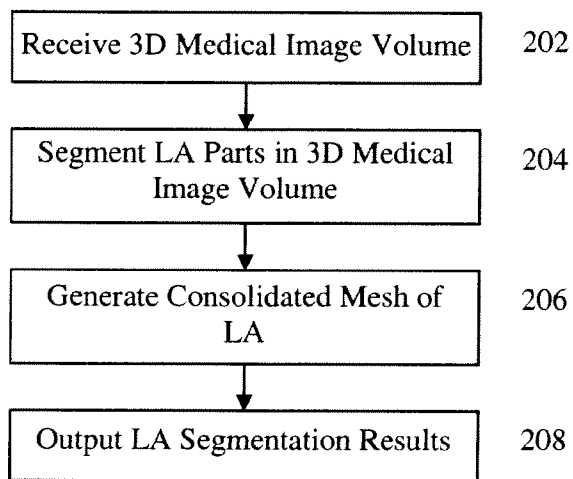 Receive 3D Medical Image Volume 202
Segment LA Parts in 3D Medical
Image Volume
204
Generate Consolidated Mesh of
LA
206
Output LA Segmentation Results 208